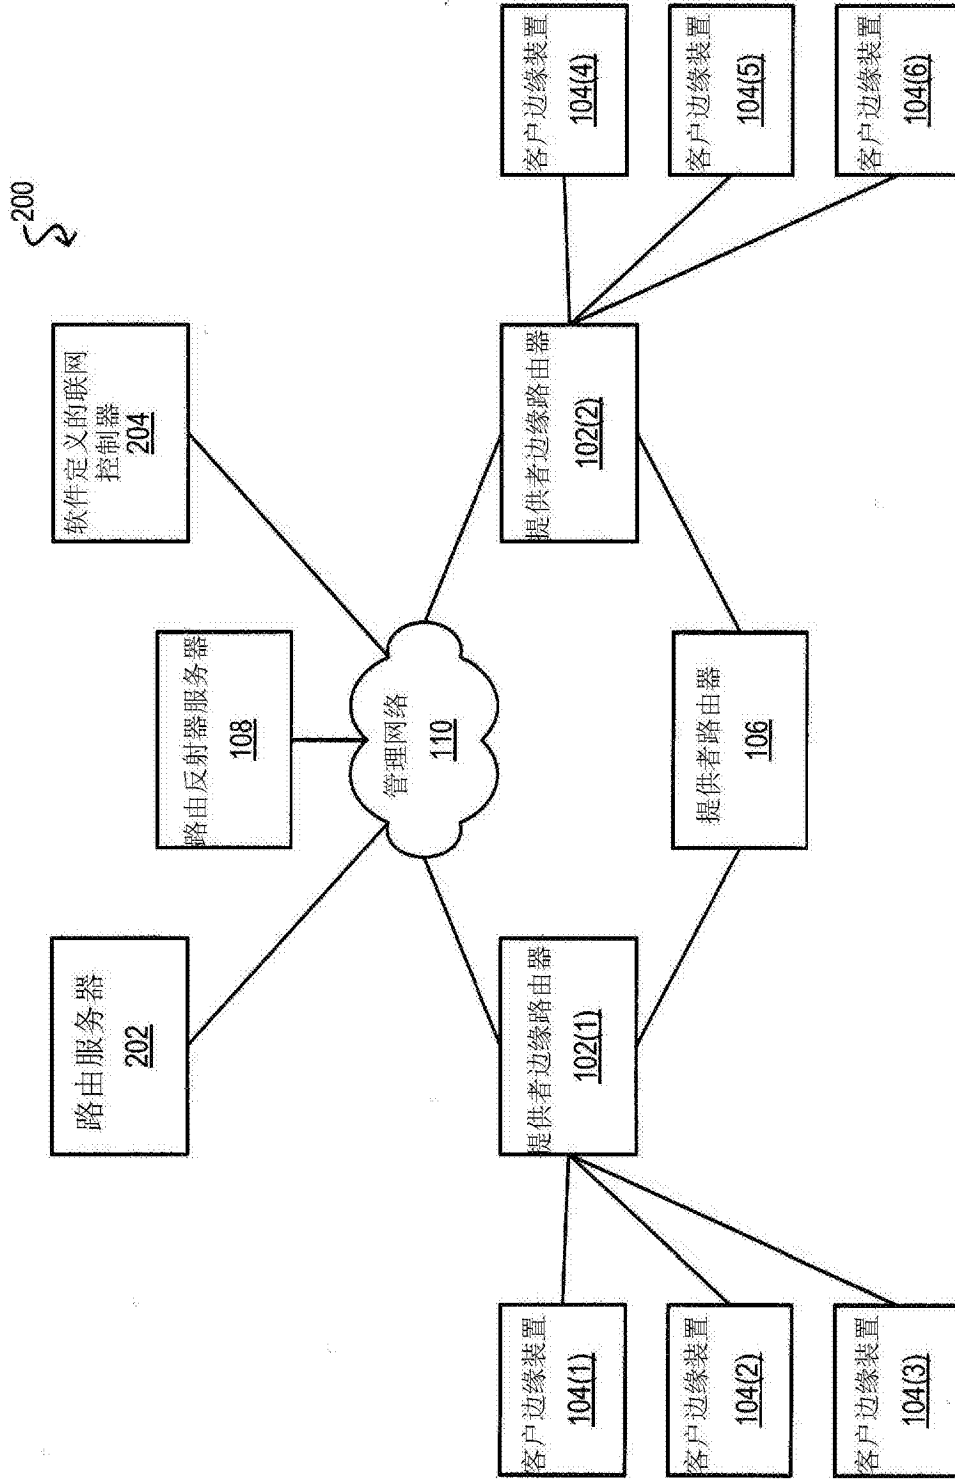 200
路由服务器
202
路由反射器服务器
108
软件定义的联网
控制器
204
管理网络
110
提供者边缘路由器
102(1)
提供者边缘路由器
102(2)
提供者路由器
106
客户边缘装置
104(1)
客户边缘装置
104(2)
客户边缘装置
104(3)
客户边缘装置
104(4)
客户边缘装置
104(5)
客户边缘装置
104(6)